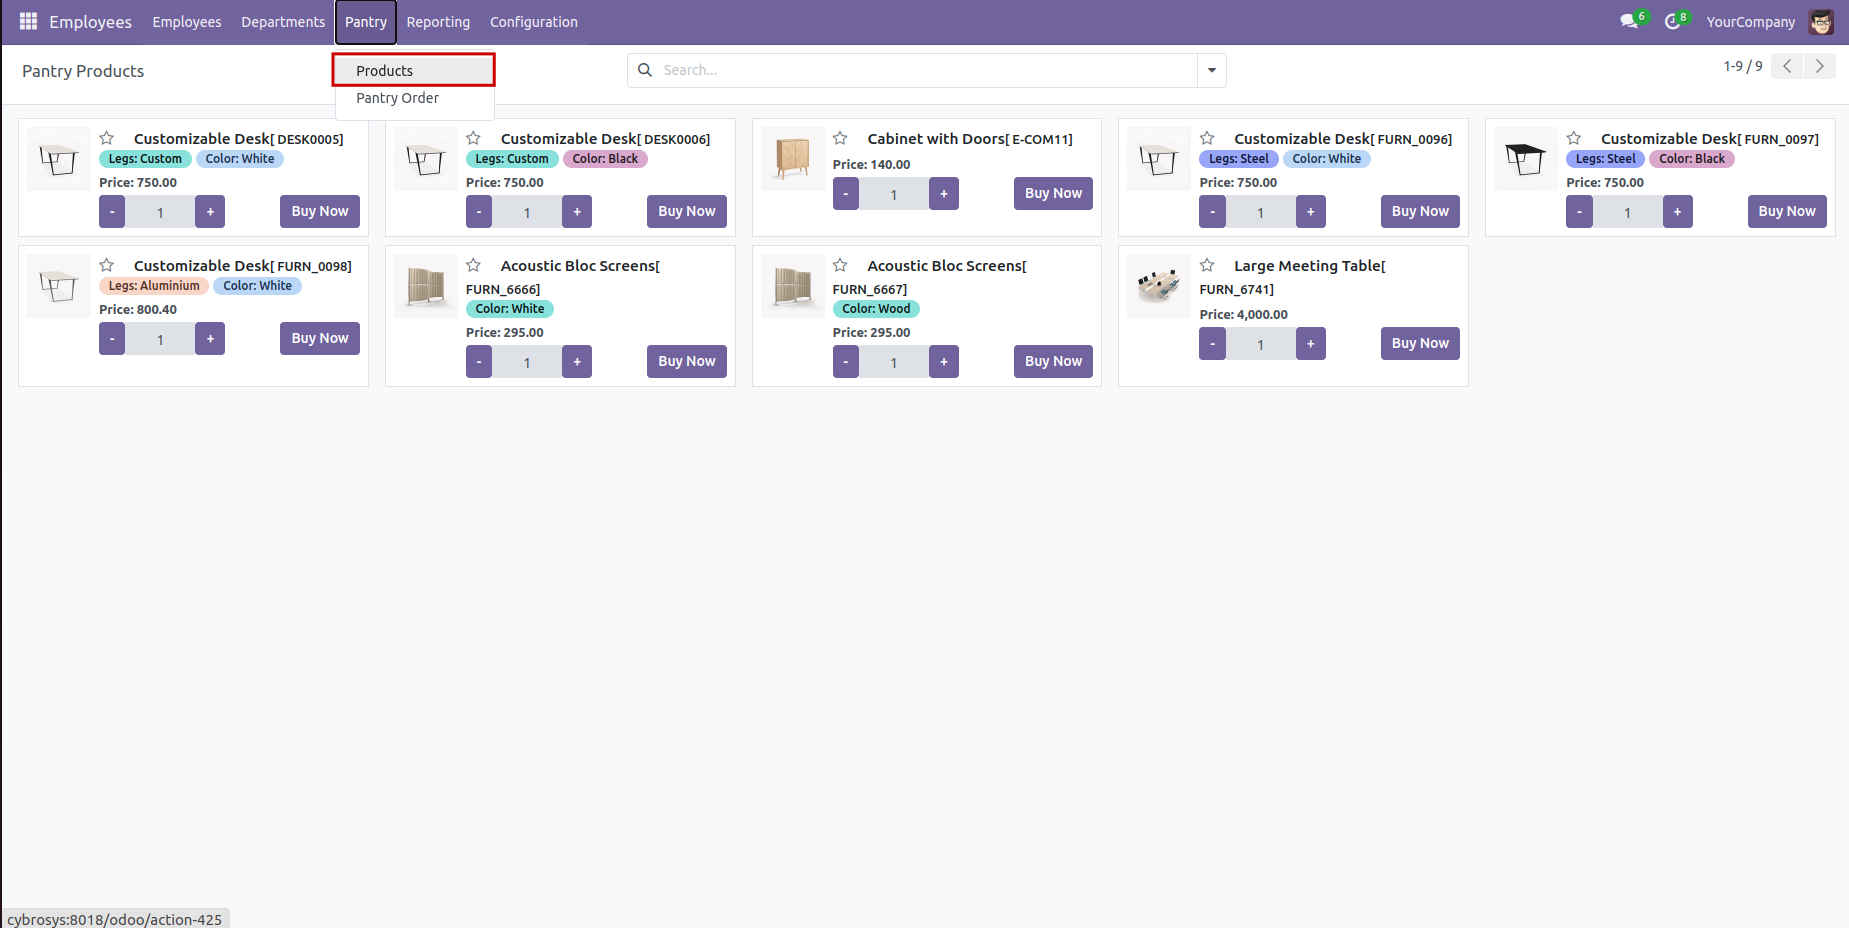 Employees Employees Departments Pantry Reporting Configuration 6 8 YourCompany
Pantry Products
Products
Pantry Order
Search...
1-9 / 9
Customizable Desk[ DESK0005]
Legs: Custom Color: White
Price: 750.00
- 1 + Buy Now
Customizable Desk[ DESK0006]
Legs: Custom Color: Black
Price: 750.00
- 1 + Buy Now
Cabinet with Doors[ E-COM11]
Price: 140.00
- 1 + Buy Now
Customizable Desk[ FURN_0096]
Legs: Steel Color: White
Price: 750.00
- 1 + Buy Now
Customizable Desk[ FURN_0097]
Legs: Steel Color: Black
Price: 750.00
- 1 + Buy Now
Customizable Desk[ FURN_0098]
Legs: Aluminium Color: White
Price: 800.40
- 1 + Buy Now
Acoustic Bloc Screens[
FURN_6666]
Color: White
Price: 295.00
- 1 + Buy Now
Acoustic Bloc Screens[
FURN_6667]
Color: Wood
Price: 295.00
- 1 + Buy Now
Large Meeting Table[
FURN_6741]
Price: 4,000.00
- 1 + Buy Now
cybrosys:8018/odoo/action-425